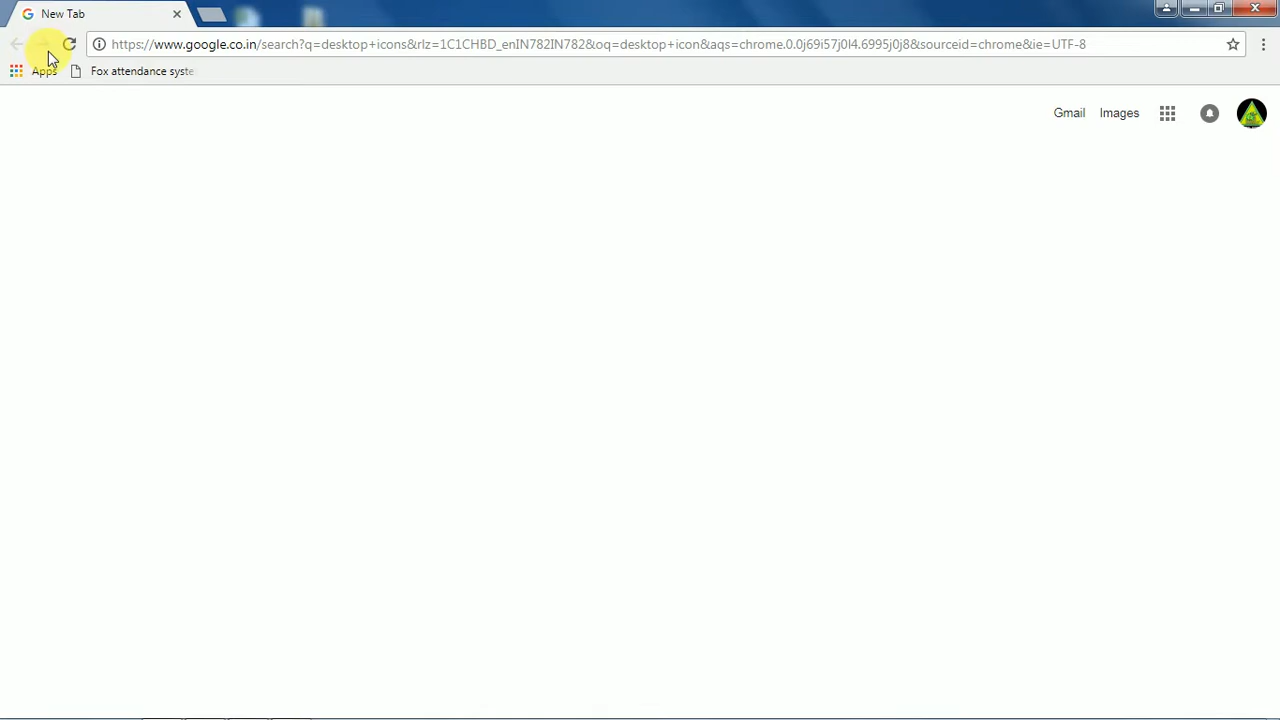 New Tab
https://www.google.co.in/search?q=desktop+icons&rlz=1C1CHBD_enIN782IN782&oq=desktop+icon&aqs=chrome.0.0j69i57j0l4.6995j0j8&sourceid=chrome&ie=UTF-8
Apps Fox attendance syste
Gmail Images